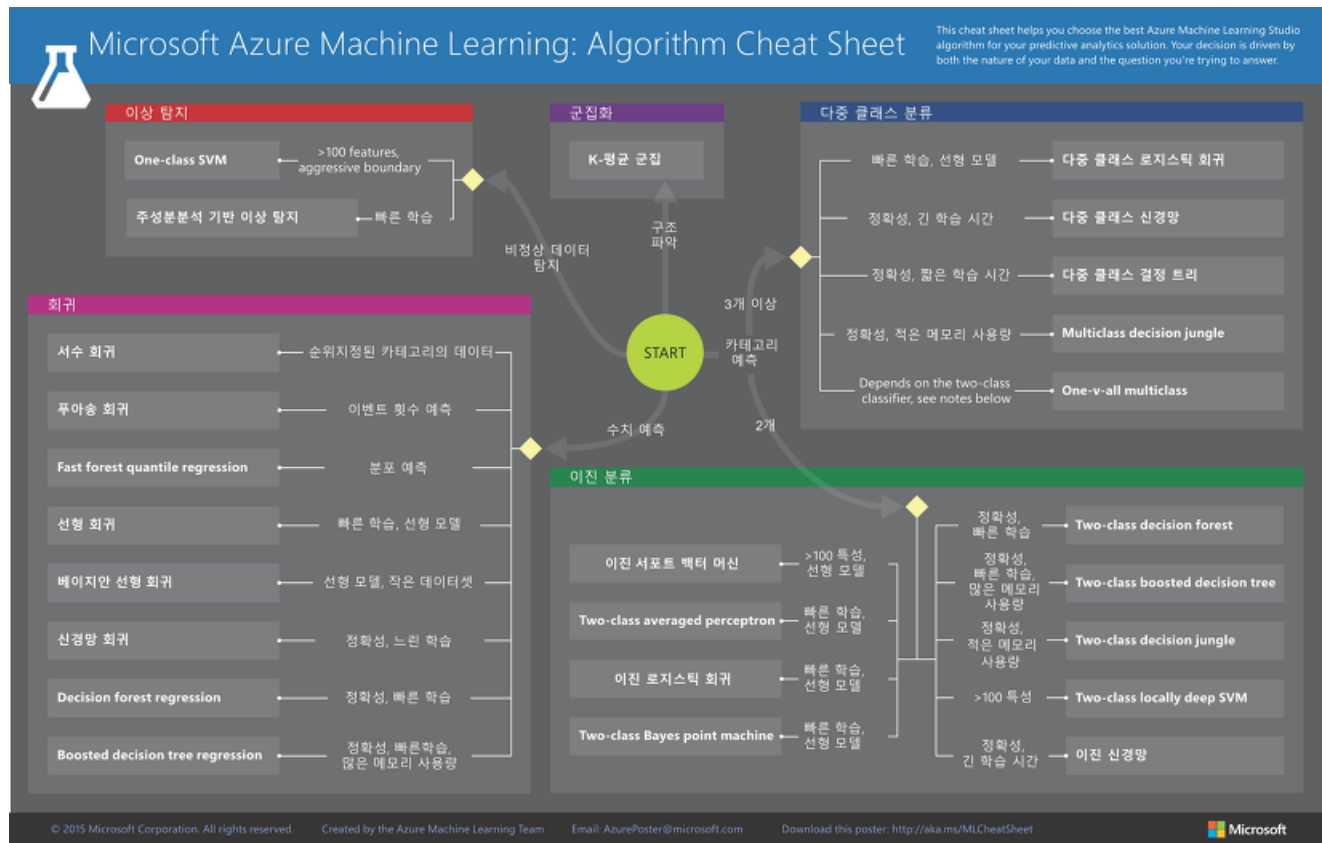 Microsoft Azure Machine Learning: Algorithm Cheat Sheet
This cheat sheet helps you choose the best Azure Machine Learning Studio
algorithm for your predictive analytics solution. Your decision is driven by
both the nature of your data and the question you're trying to answer.
이상 탐지
One-class SVM
>100 features,
aggressive boundary
주성분분석 기반 이상 탐지
빠른 학습
군집화
K-평균 군집
다중 클래스 분류
빠른 학습, 선형 모델
다중 클래스 로지스틱 회귀
정확성, 긴 학습 시간
다중 클래스 신경망
정확성, 짧은 학습 시간
다중 클래스 결정 트리
정확성, 적은 메모리 사용량
Multiclass decision jungle
Depends on the two-class
classifier, see notes below
One-v-all multiclass
비정상 데이터
탐지
구조
파악
3개 이상
START
카테고리
예측
수치 예측
2개
회귀
서수 회귀
순위지정된 카테고리의 데이터
푸아송 회귀
이벤트 횟수 예측
Fast forest quantile regression
분포 예측
선형 회귀
빠른 학습, 선형 모델
베이지안 선형 회귀
선형 모델, 작은 데이터셋
신경망 회귀
정확성, 느린 학습
Decision forest regression
정확성, 빠른 학습
Boosted decision tree regression
정확성, 빠른학습,
많은 메모리 사용량
이진 분류
이진 서포트 백터 머신
>100 특성,
선형 모델
Two-class averaged perceptron
빠른 학습,
선형 모델
이진 로지스틱 회귀
빠른 학습,
선형 모델
Two-class Bayes point machine
빠른 학습,
선형 모델
정확성,
빠른 학습
Two-class decision forest
정확성,
빠른 학습,
많은 메모리
사용량
Two-class boosted decision tree
정확성,
적은 메모리
사용량
Two-class decision jungle
>100 특성
Two-class locally deep SVM
정확성,
긴 학습 시간
이진 신경망
© 2015 Microsoft Corporation. All rights reserved.
Created by the Azure Machine Learning Team
Email: AzurePoster@microsoft.com
Download this poster: http://aka.ms/MLCheatSheet
Microsoft